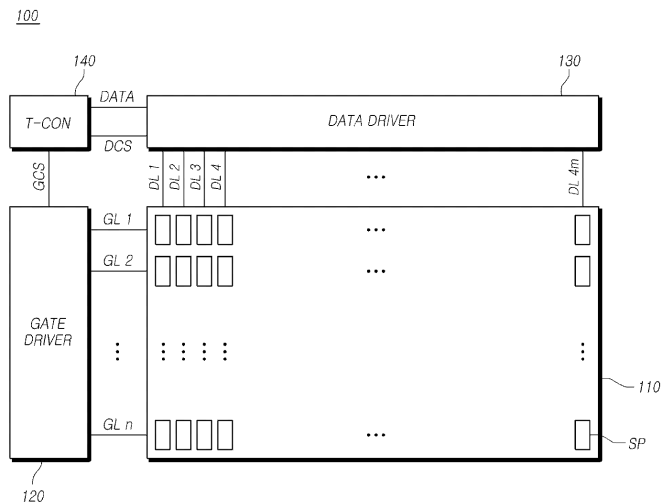 100
140
130
T-CON
DATA
DCS
DATA DRIVER
GCS
DL 1
DL 2
DL 3
DL 4
...
DL 4m
GL 1
...
GL 2
...
GATE
DRIVER
110
GL n
...
SP
120